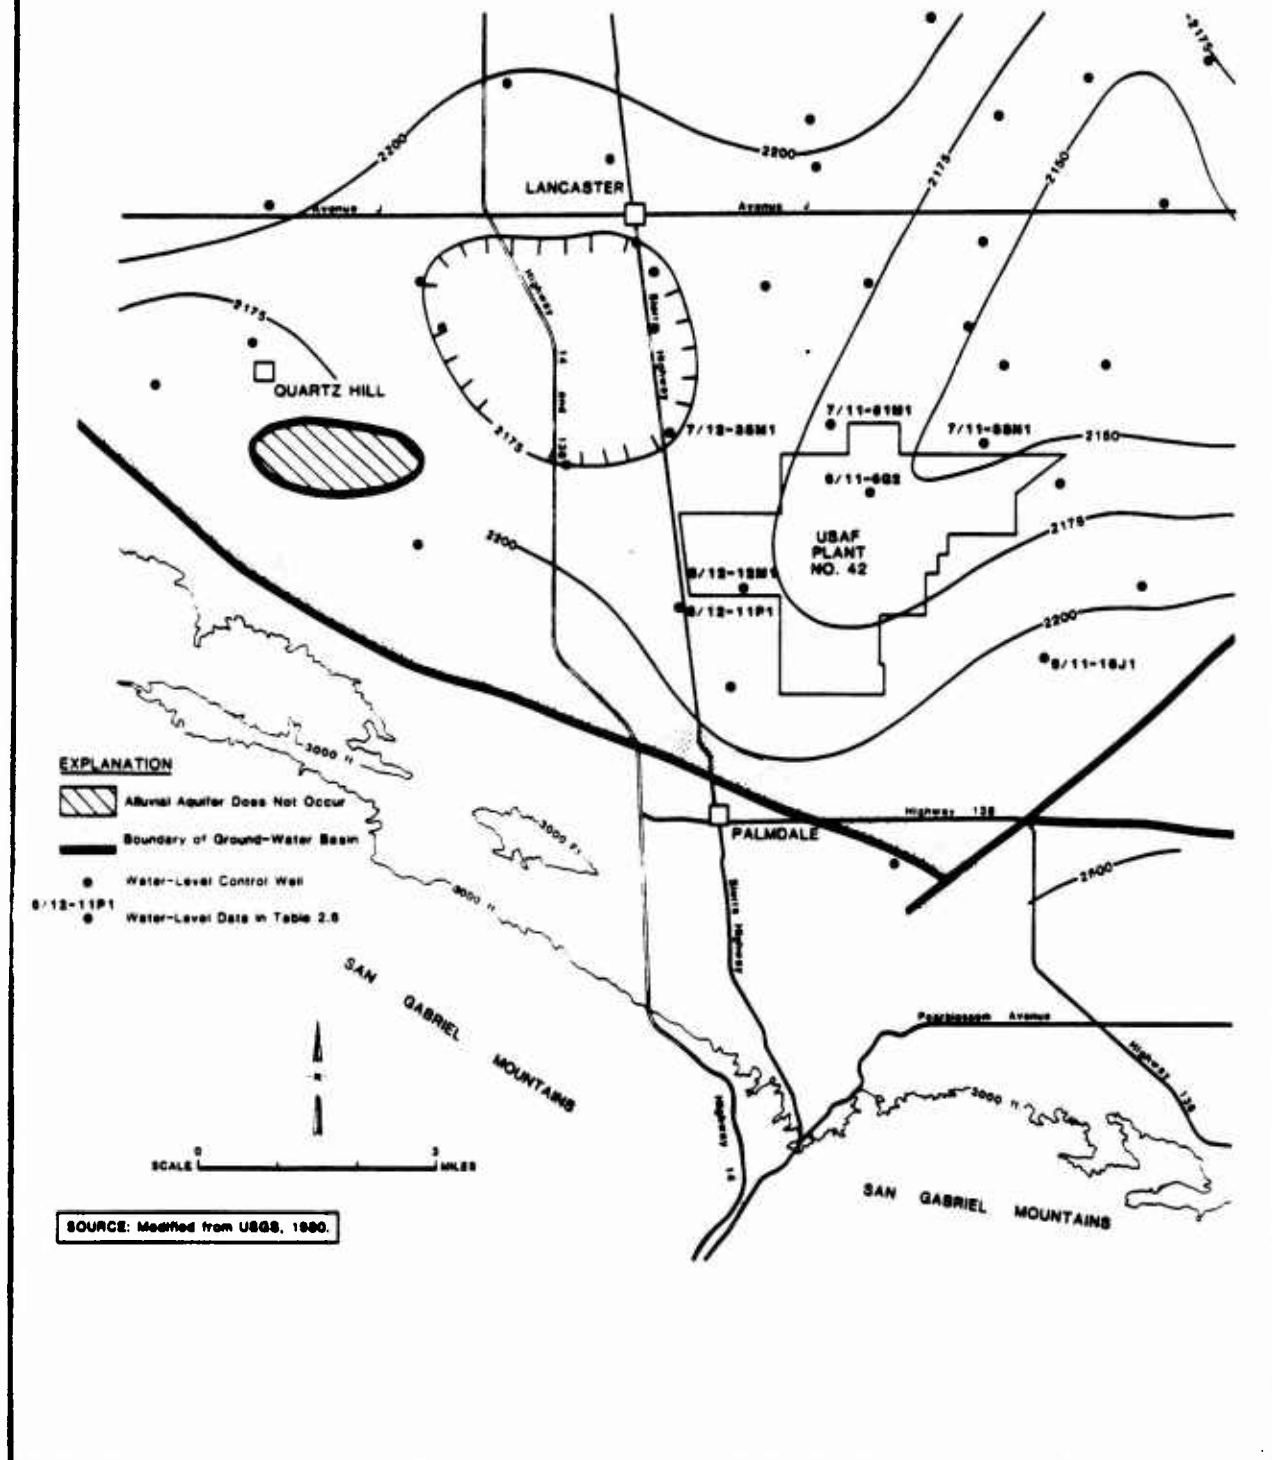 2175
2200
2200
2175
2150
LANCASTER
Avenue J
Avenue J
2175
Highway 14 and 138
Sierra Highway
QUARTZ HILL
2175
7/12-35M1
7/11-31M1
7/11-33N1
2150
6/11-6G2
2175
2200
USAF
PLANT
NO. 42
6/12-12M1
6/12-11P1
2200
6/11-16J1
3000 ft
EXPLANATION
Alluvial Aquifer Does Not Occur
Boundary of Ground-Water Basin
Water-Level Control Well
6/12-11P1
Water-Level Data in Table 2.6
3000 Ft
Highway 138
PALMDALE
3000 ft
Sierra Highway
SAN GABRIEL MOUNTAINS
Pearblossom Avenue
Highway 138
N
3000 ft
Highway 14
0 3
SCALE MILES
SAN GABRIEL MOUNTAINS
SOURCE: Modified from USGS, 1980.